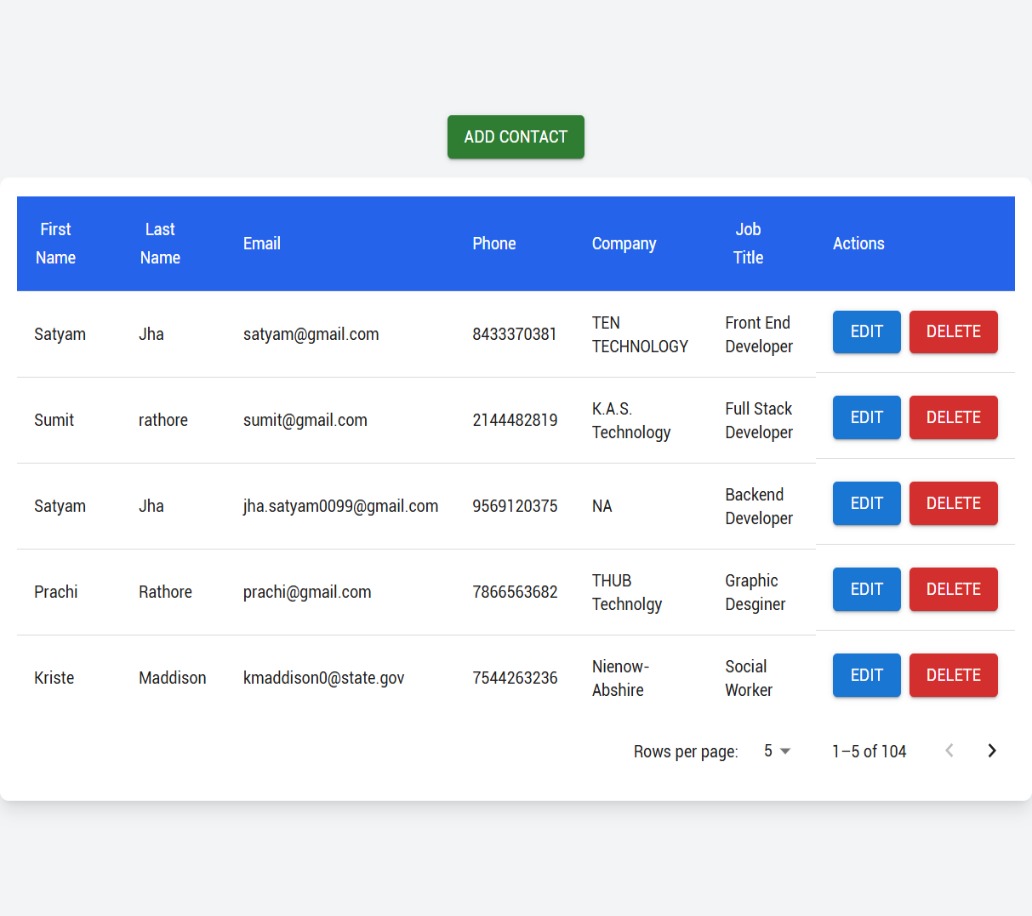 ADD CONTACT
First Name Last Name Email Phone Company Job Title Actions
Satyam Jha satyam@gmail.com 8433370381 TEN TECHNOLOGY Front End Developer EDIT DELETE
Sumit rathore sumit@gmail.com 2144482819 K.A.S. Technology Full Stack Developer EDIT DELETE
Satyam Jha jha.satyam0099@gmail.com 9569120375 NA Backend Developer EDIT DELETE
Prachi Rathore prachi@gmail.com 7866563682 THUB Technolgy Graphic Desginer EDIT DELETE
Kriste Maddison kmaddison0@state.gov 7544263236 Nienow-Abshire Social Worker EDIT DELETE
Rows per page: 5 1–5 of 104